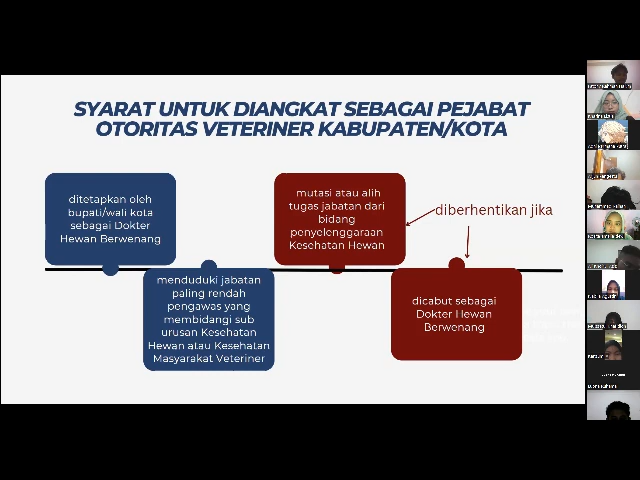 SYARAT UNTUK DIANGKAT SEBAGAI PEJABAT
OTORITAS VETERINER KABUPATEN/KOTA
ditetapkan oleh
bupati/wali kota
sebagai Dokter
Hewan Berwenang
menduduki jabatan
paling rendah
pengawas yang
membidangi sub
urusan Kesehatan
Hewan atau Kesehatan
Masyarakat Veteriner
mutasi atau alih
tugas jabatan dari
bidang
penyelenggaraan
Kesehatan Hewan
diberhentikan jika
dicabut sebagai
Dokter Hewan
Berwenang